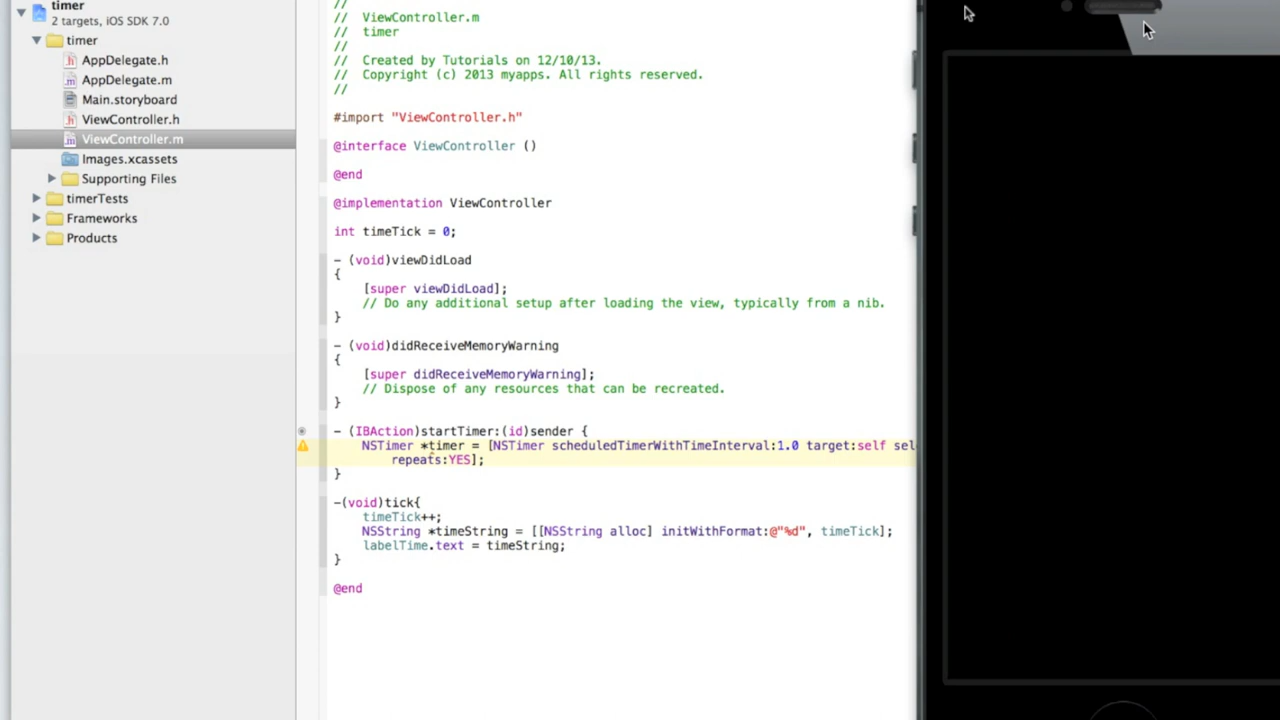 timer
2 targets, iOS SDK 7.0
timer
AppDelegate.h
AppDelegate.m
Main.storyboard
ViewController.h
ViewController.m
Images.xcassets
Supporting Files
timerTests
Frameworks
Products
//
// ViewController.m
// timer
//
// Created by Tutorials on 12/10/13.
// Copyright (c) 2013 myapps. All rights reserved.
//
#import "ViewController.h"
@interface ViewController ()
@end
@implementation ViewController
int timeTick = 0;
- (void)viewDidLoad
{
[super viewDidLoad];
// Do any additional setup after loading the view, typically from a nib.
}
- (void)didReceiveMemoryWarning
{
[super didReceiveMemoryWarning];
// Dispose of any resources that can be recreated.
}
- (IBAction)startTimer:(id)sender {
NSTimer *timer = [NSTimer scheduledTimerWithTimeInterval:1.0 target:self sel
repeats:YES];
}
-(void)tick{
timeTick++;
NSString *timeString = [[NSString alloc] initWithFormat:@"%d", timeTick];
labelTime.text = timeString;
}
@end